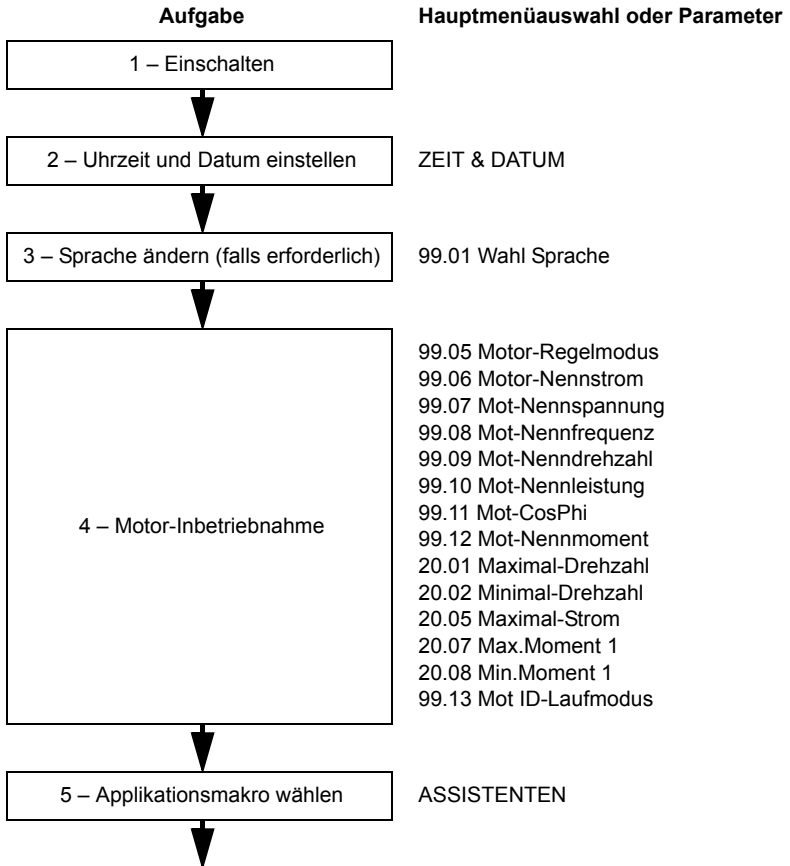 Aufgabe
Hauptmenüauswahl oder Parameter
1 – Einschalten
2 – Uhrzeit und Datum einstellen
ZEIT & DATUM
3 – Sprache ändern (falls erforderlich)
99.01 Wahl Sprache
4 – Motor-Inbetriebnahme
99.05 Motor-Regelmodus
99.06 Motor-Nennstrom
99.07 Mot-Nennspannung
99.08 Mot-Nennfrequenz
99.09 Mot-Nenndrehzahl
99.10 Mot-Nennleistung
99.11 Mot-CosPhi
99.12 Mot-Nennmoment
20.01 Maximal-Drehzahl
20.02 Minimal-Drehzahl
20.05 Maximal-Strom
20.07 Max.Moment 1
20.08 Min.Moment 1
99.13 Mot ID-Laufmodus
5 – Applikationsmakro wählen
ASSISTENTEN